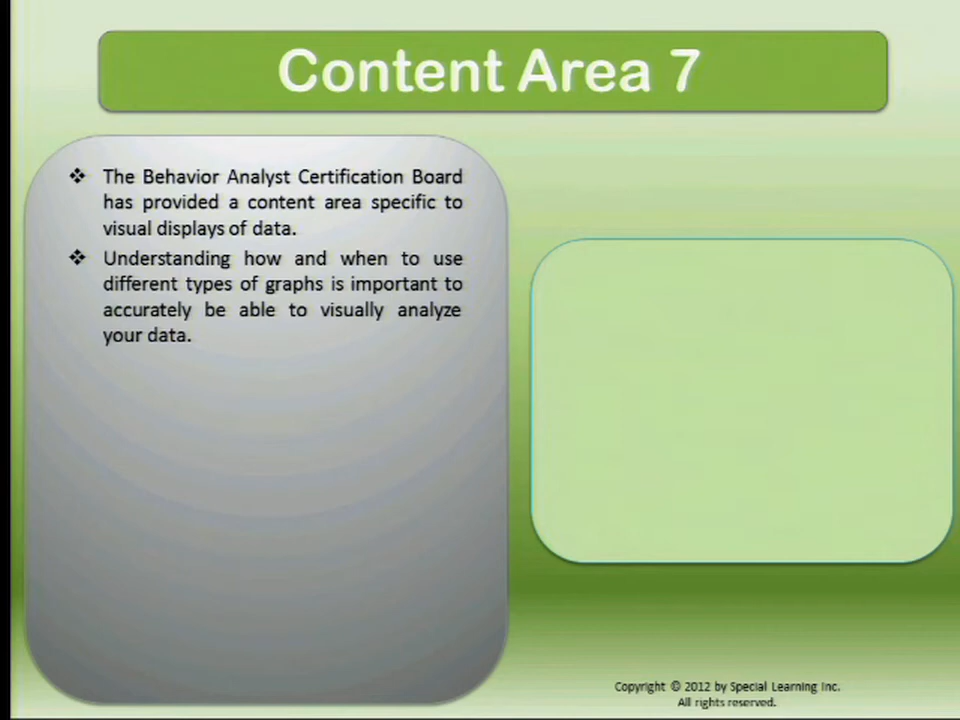 Content Area 7
❖ The Behavior Analyst Certification Board
has provided a content area specific to
visual displays of data.
❖ Understanding how and when to use
different types of graphs is important to
accurately be able to visually analyze
your data.
Copyright © 2012 by Special Learning Inc.
All rights reserved.